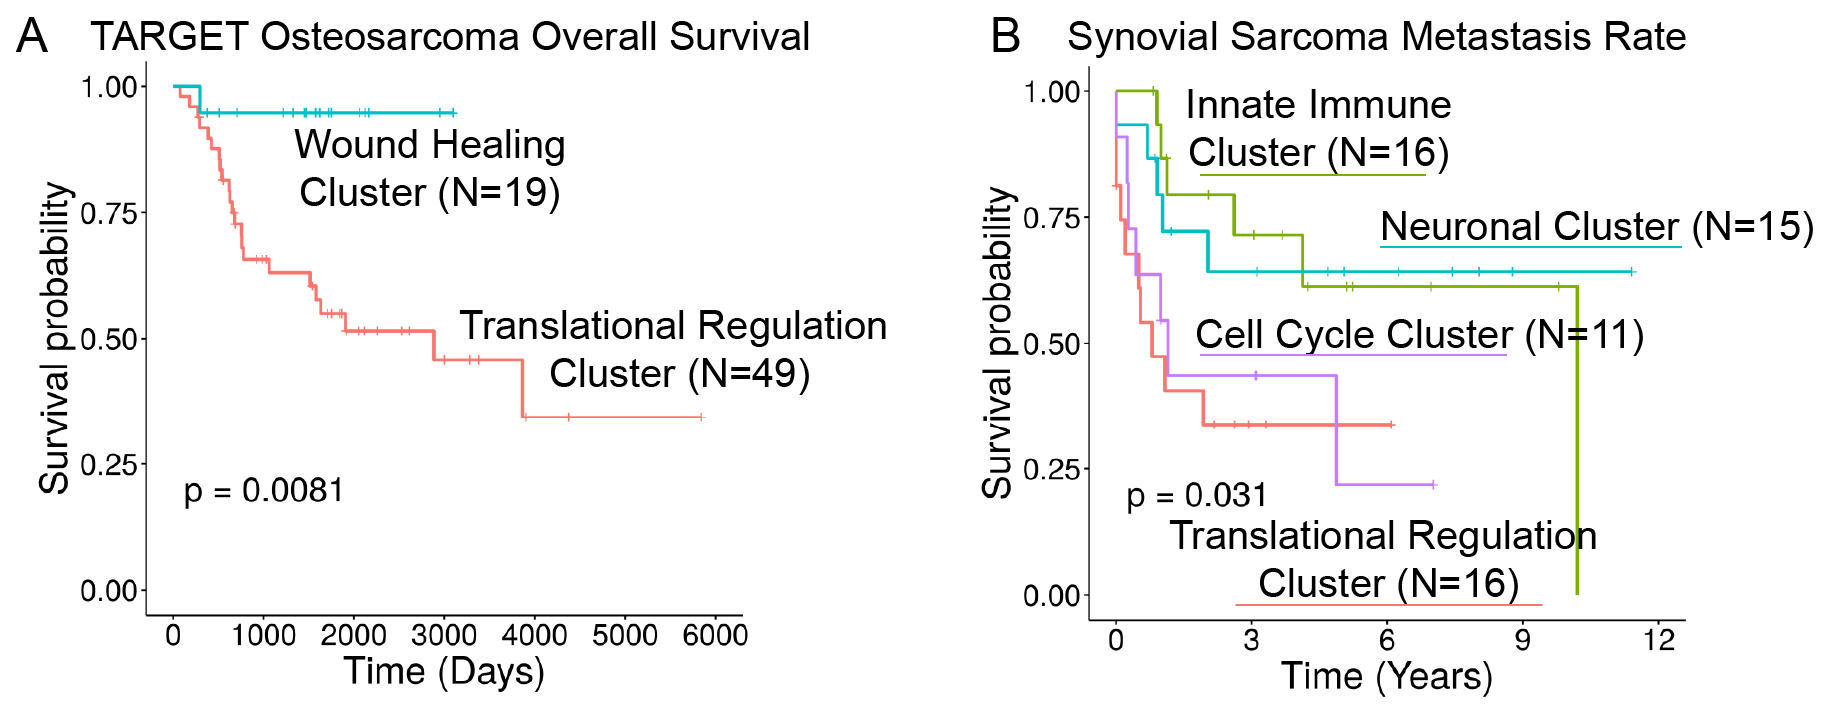 A TARGET Osteosarcoma Overall Survival
1.00
0.75
0.50
0.25
0.00
Survival probability
Wound Healing
Cluster (N=19)
Translational Regulation
Cluster (N=49)
p = 0.0081
0 1000 2000 3000 4000 5000 6000
Time (Days)
B Synovial Sarcoma Metastasis Rate
1.00
0.75
0.50
0.25
0.00
Survival probability
Innate Immune
Cluster (N=16)
Neuronal Cluster (N=15)
Cell Cycle Cluster (N=11)
p = 0.031
Translational Regulation
Cluster (N=16)
0 3 6 9 12
Time (Years)